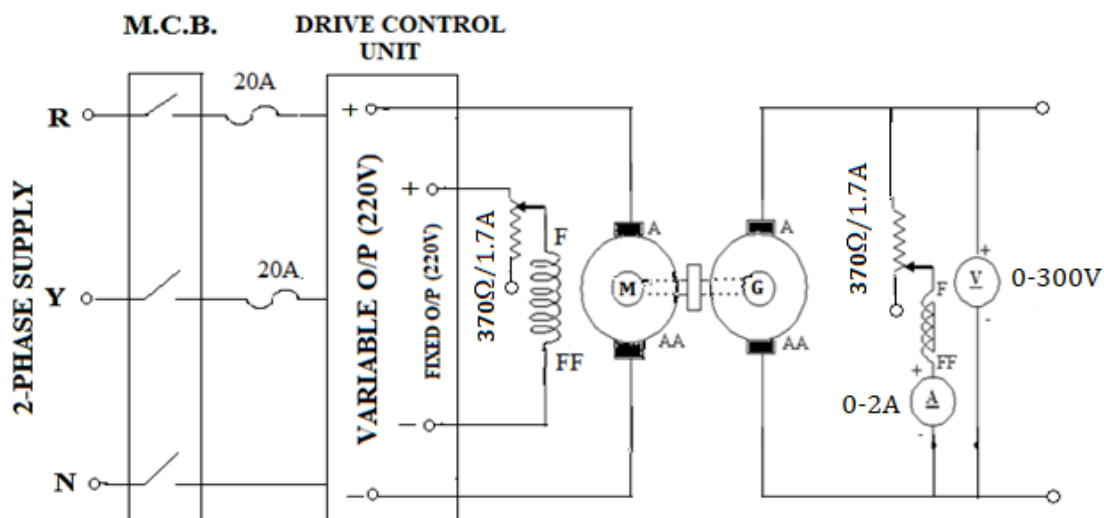 M.C.B.
DRIVE CONTROL
UNIT
20A
R
+
A
A
370Ω/1.7A
VARIABLE O/P (220V)
+
FIXED O/P (220V)
370Ω/1.7A
F
+
V
0-300V
2-PHASE SUPPLY
20A
Y
M
G
F
-
FF
AA
AA
FF
+
A
0-2A
-
-
N
-